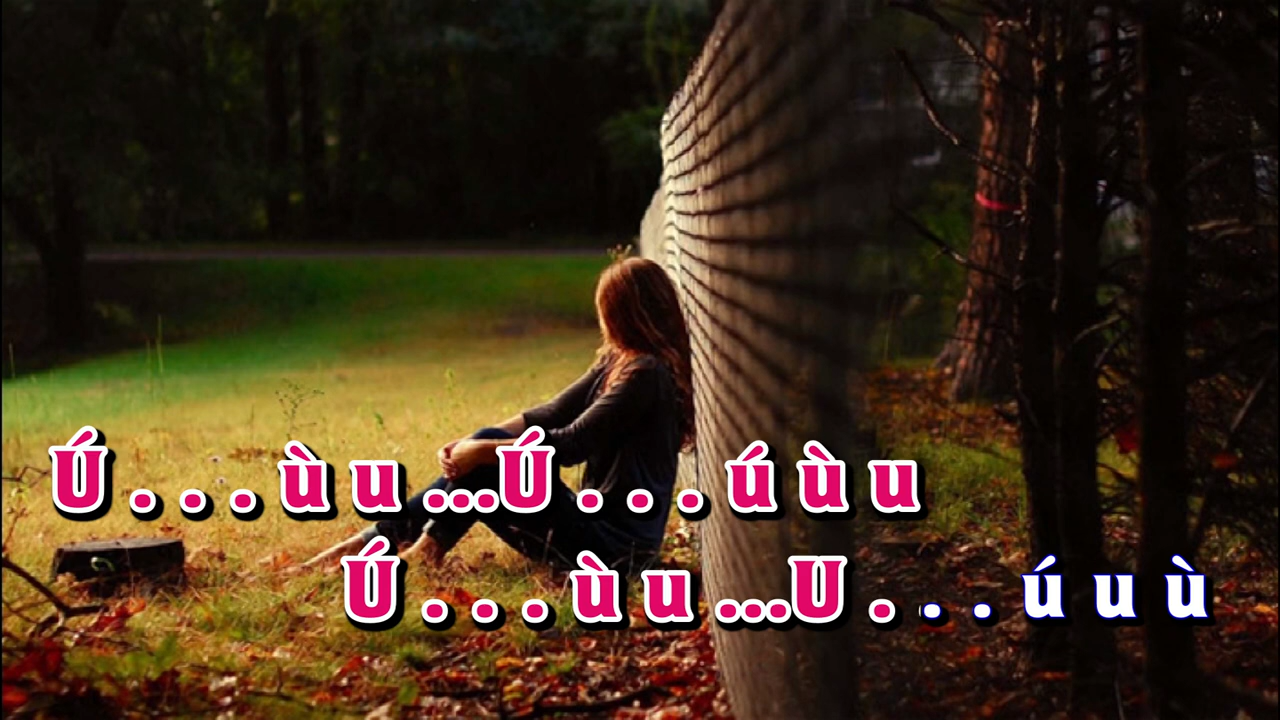 Ú . . . ù u ...Ú . . . ú ù u
Ú . . . ù u ...U . . . ú u ù